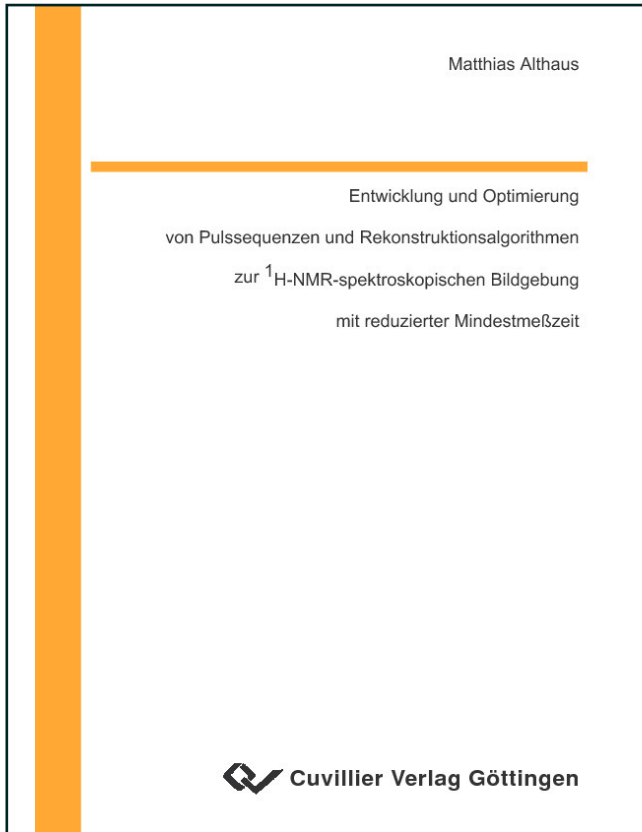 Matthias Althaus
Entwicklung und Optimierung
von Pulssequenzen und Rekonstruktionsalgorithmen
zur ¹H-NMR-spektroskopischen Bildgebung
mit reduzierter Mindestmeßzeit
Cuvillier Verlag Göttingen